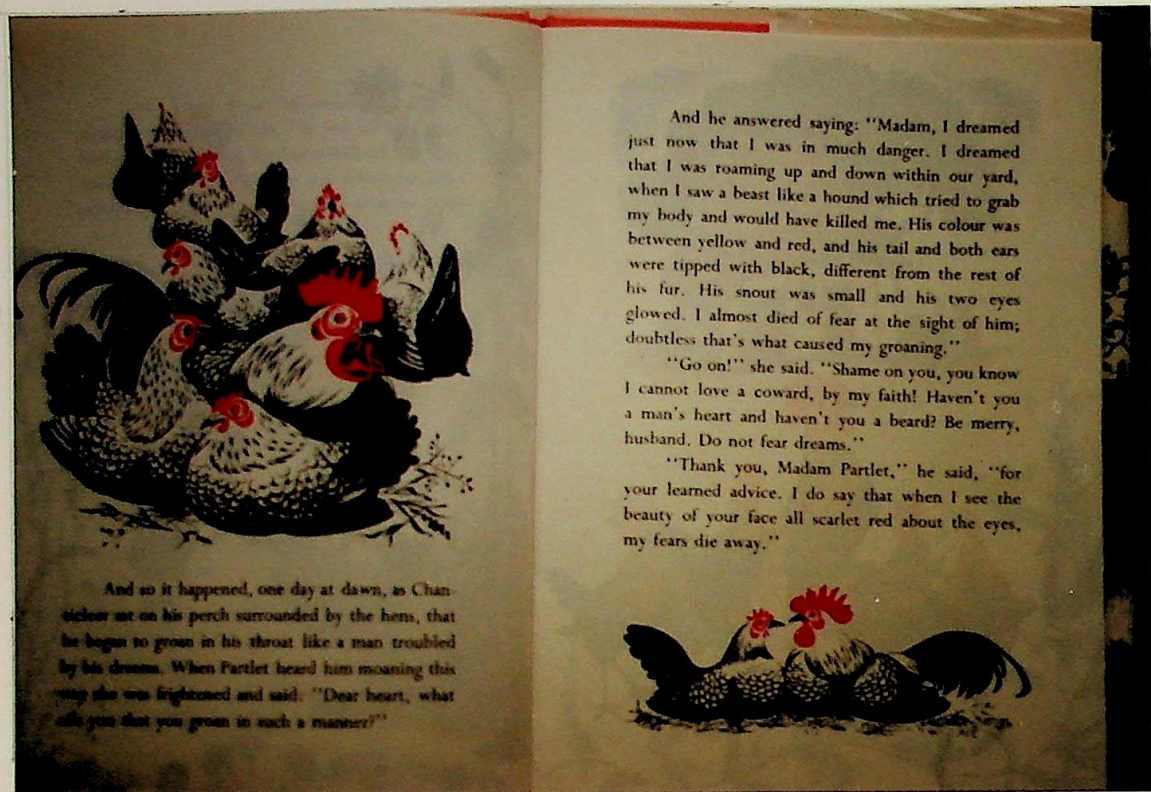 And so it happened, one day at dawn, as Chan-
ticleer sat on his perch surrounded by the hens, that
he began to groan in his throat like a man troubled
by his dreams. When Partlet heard him moaning this
way she was frightened and said: "Dear heart, what
ails you that you groan in such a manner?"
And he answered saying: "Madam, I dreamed
just now that I was in much danger. I dreamed
that I was roaming up and down within our yard,
when I saw a beast like a hound which tried to grab
my body and would have killed me. His colour was
between yellow and red, and his tail and both ears
were tipped with black, different from the rest of
his fur. His snout was small and his two eyes
glowed. I almost died of fear at the sight of him;
doubtless that's what caused my groaning."
"Go on!" she said. "Shame on you, you know
I cannot love a coward, by my faith! Haven't you
a man's heart and haven't you a beard? Be merry,
husband. Do not fear dreams."
"Thank you, Madam Partlet," he said, "for
your learned advice. I do say that when I see the
beauty of your face all scarlet red about the eyes,
my fears die away."